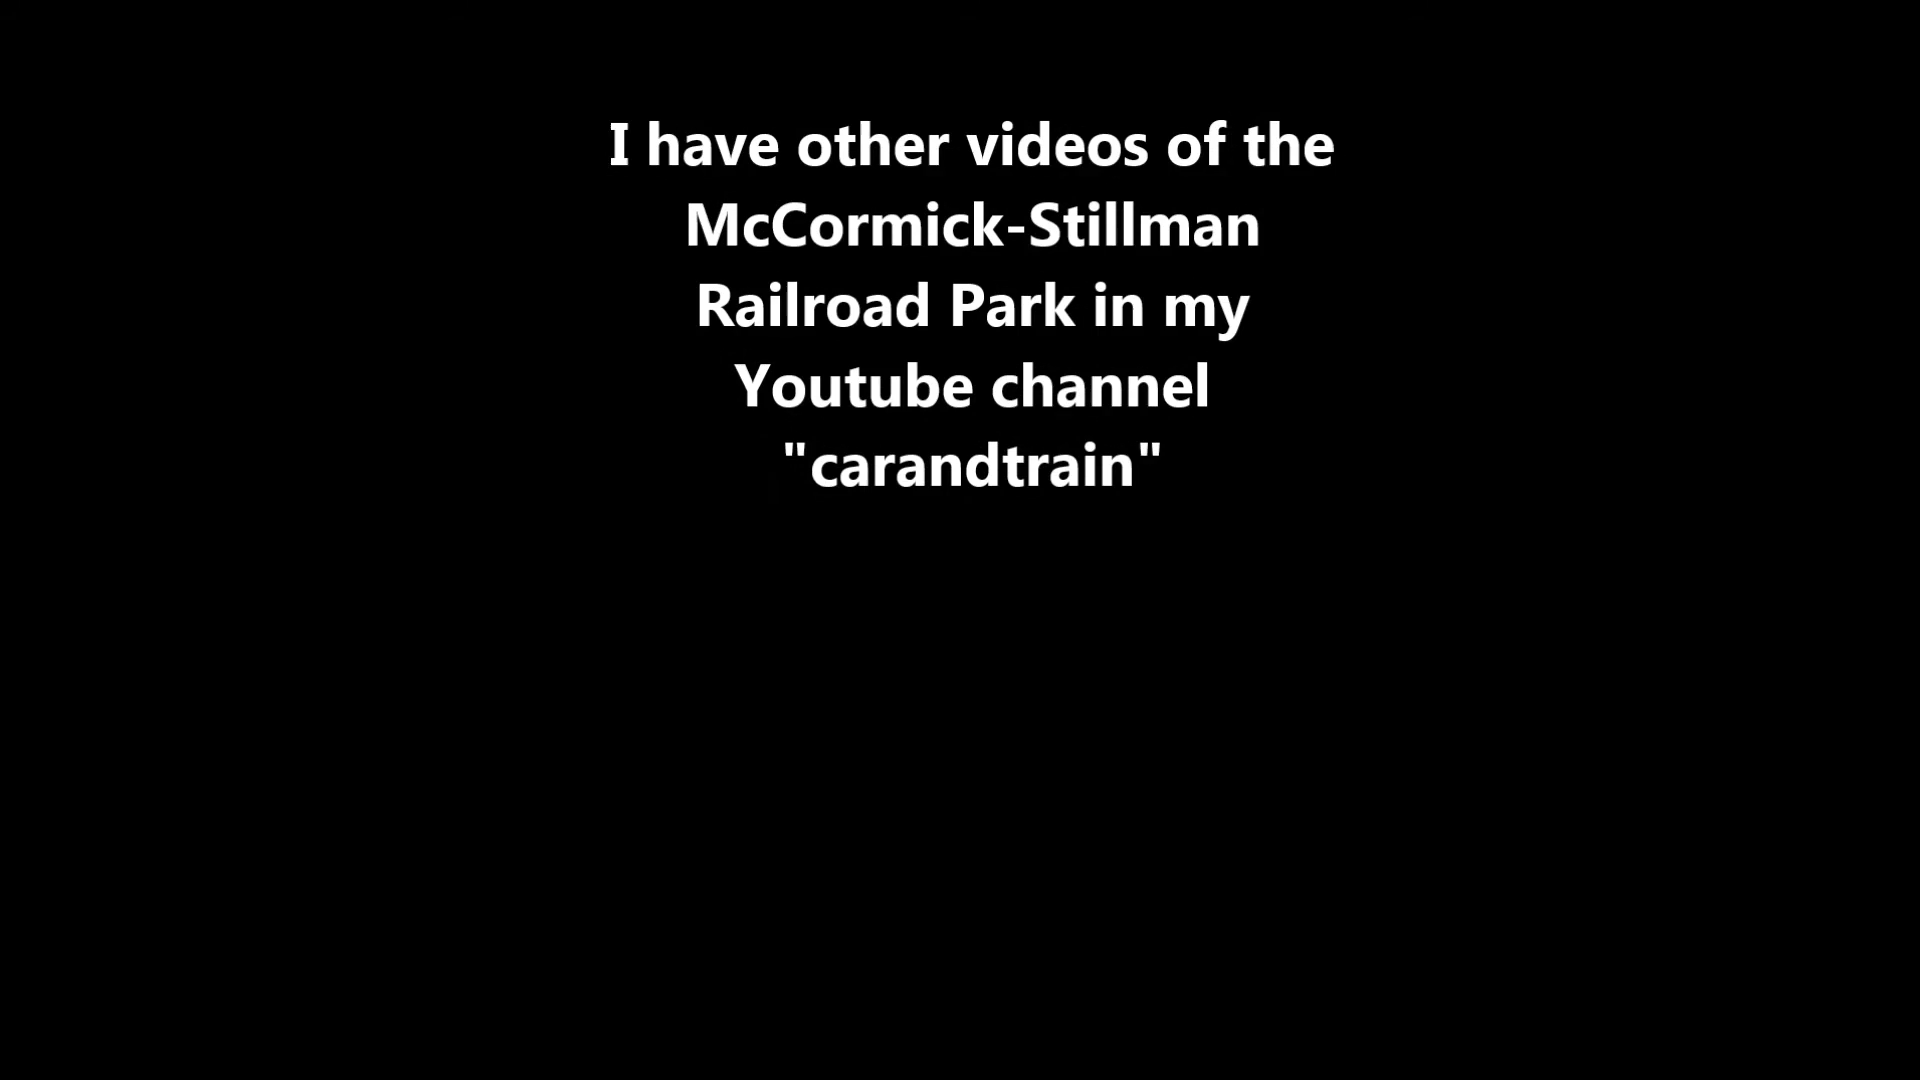 I have other videos of the
McCormick-Stillman
Railroad Park in my
Youtube channel
"carandtrain"